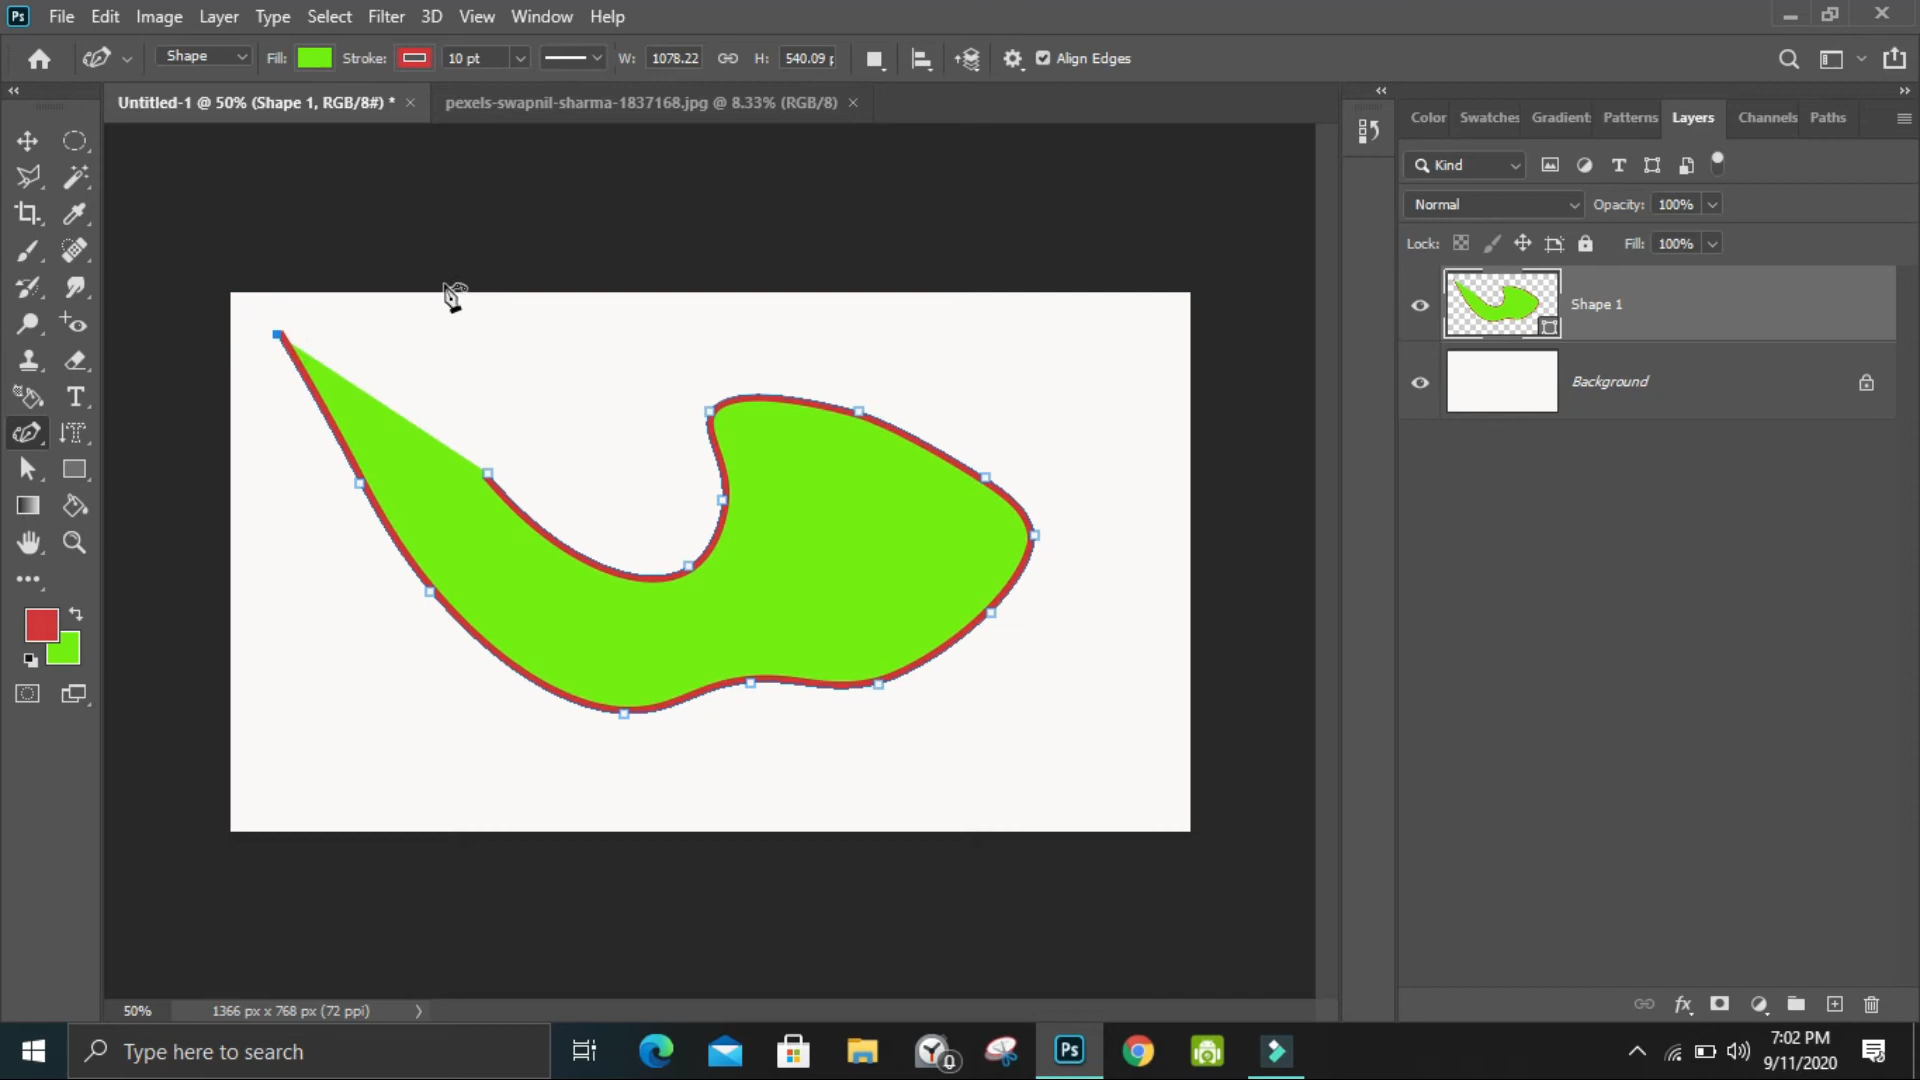 Ps File Edit Image Layer Type Select Filter 3D View Window Help
Shape Fill: Stroke: 10 pt W: 1078.22 H: 540.09 Align Edges
Untitled-1 @ 50% (Shape 1, RGB/8#) * × pexels-swapnil-sharma-1837168.jpg @ 8.33% (RGB/8) ×
Color Swatches Gradient Patterns Layers Channels Paths
Kind
Normal Opacity: 100%
Lock: Fill: 100%
Shape 1
Background
T
T
fx
50% 1366 px x 768 px (72 ppi)
Type here to search
Ps
7:02 PM
9/11/2020